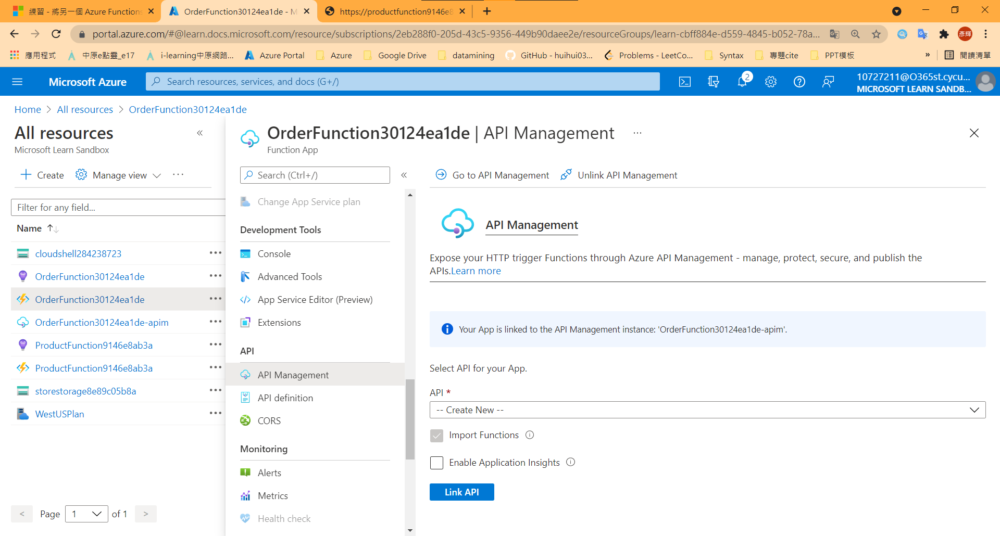 練習 - 將另一個 Azure Functions
OrderFunction30124ea1de - M
https://productfunction9146e8
portal.azure.com/#@learn.docs.microsoft.com/resource/subscriptions/2eb288f0-205d-43c5-9356-449b90daee2e/resourceGroups/learn-cbff884e-d559-4845-b052-78a...
彥輝
應用程式
中原e點靈_e17
i-learning中原網路...
Azure Portal
Azure
Google Drive
datamining
GitHub - huihui03...
Problems - LeetCo...
Syntax
專題cite
PPT模板
»
閱讀清單
Microsoft Azure
Search resources, services, and docs (G+/)
2
10727211@O365st.cycu...
MICROSOFT LEARN SANDB...
Home > All resources > OrderFunction30124ea1de
All resources
«
Microsoft Learn Sandbox
Create
Manage view
...
Filter for any field...
Name ↑↓
cloudshell284238723
OrderFunction30124ea1de
OrderFunction30124ea1de
OrderFunction30124ea1de-apim
ProductFunction9146e8ab3a
ProductFunction9146e8ab3a
storestorage8e89c05b8a
WestUSPlan
< Page 1 of 1 >
OrderFunction30124ea1de | API Management
...
Function App
Search (Ctrl+/)
«
Change App Service plan
Development Tools
Console
Advanced Tools
App Service Editor (Preview)
Extensions
API
API Management
API definition
CORS
Monitoring
Alerts
Metrics
Health check
Go to API Management
Unlink API Management
API Management
Expose your HTTP trigger Functions through Azure API Management - manage, protect, secure, and publish the
APIs.Learn more
Your App is linked to the API Management instance: 'OrderFunction30124ea1de-apim'.
Select API for your App.
API *
-- Create New --
Import Functions
Enable Application Insights
Link API